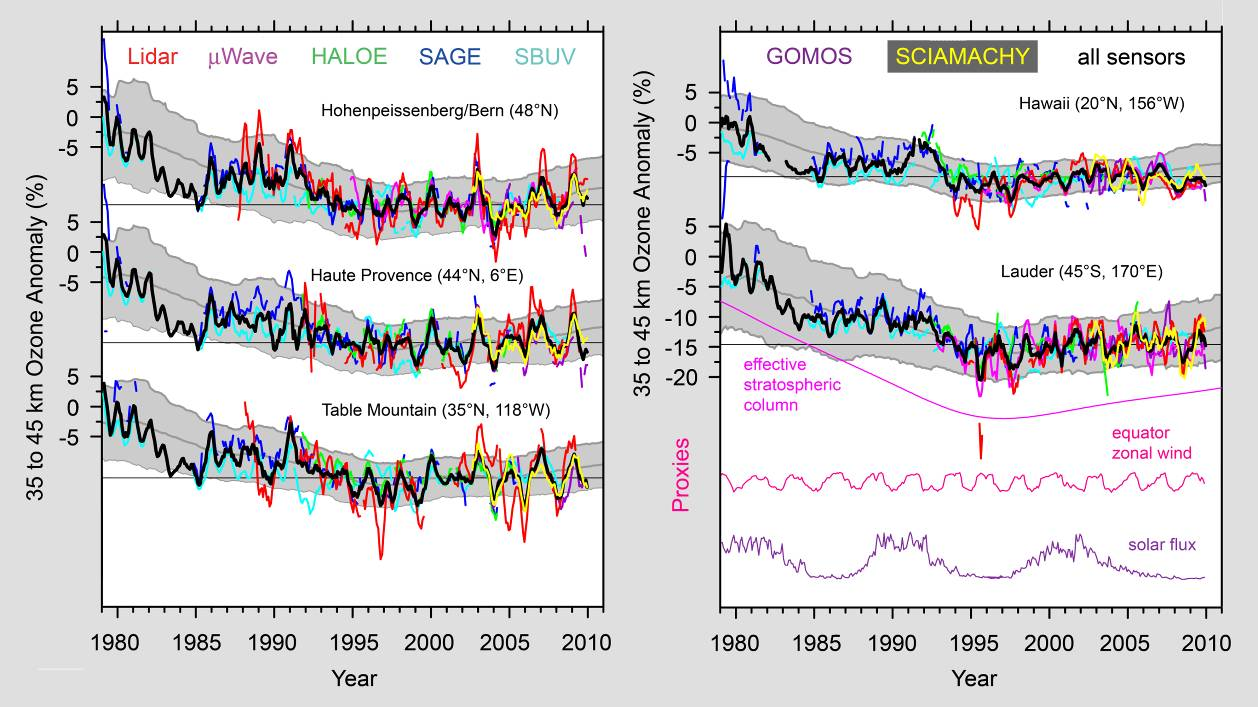 Lidar µWave HALOE SAGE SBUV
Hohenpeissenberg/Bern (48°N)
5
0
-5
Haute Provence (44°N, 6°E)
5
0
-5
Table Mountain (35°N, 118°W)
5
0
-5
35 to 45 km Ozone Anomaly (%)
1980 1985 1990 1995 2000 2005 2010
Year
GOMOS SCIAMACHY all sensors
Hawaii (20°N, 156°W)
5
0
-5
Lauder (45°S, 170°E)
5
0
-5
-10
-15
-20
35 to 45 km Ozone Anomaly (%)
effective
stratospheric
column
equator
zonal wind
Proxies
solar flux
1980 1985 1990 1995 2000 2005 2010
Year